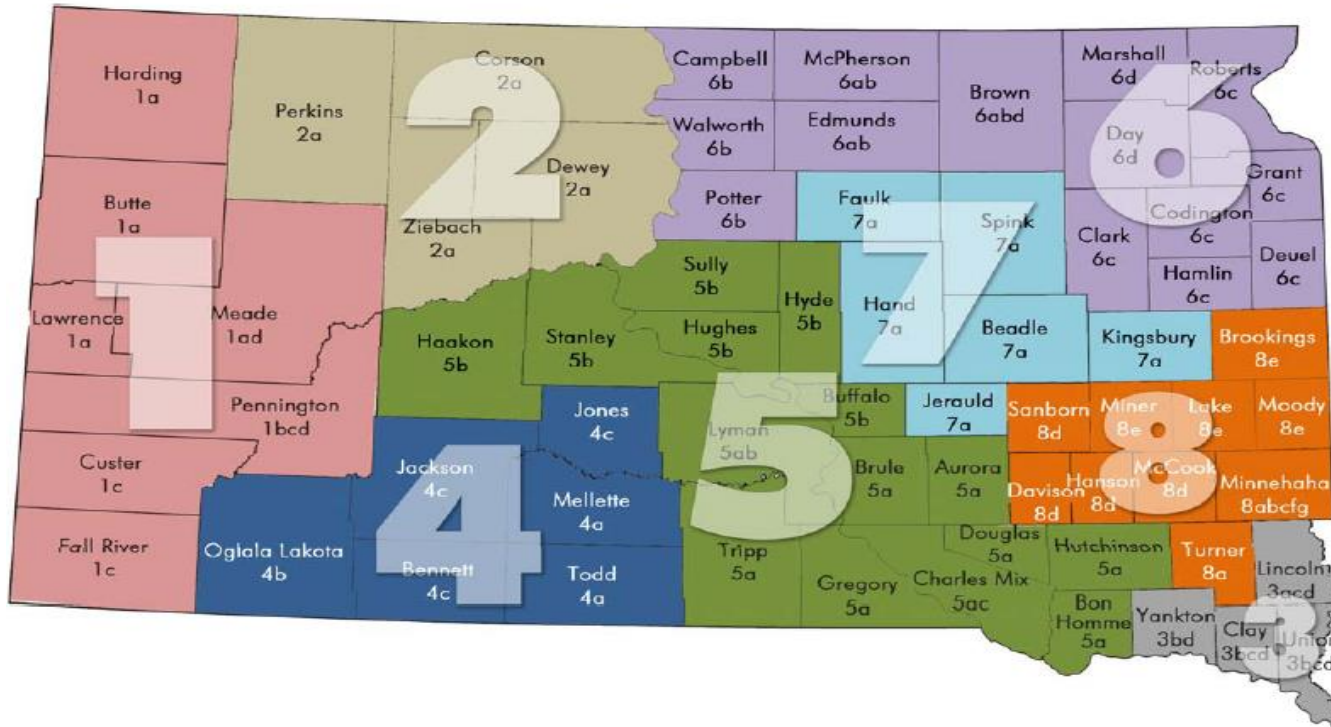 Harding
1a
Perkins
2a
Corson
2a
Campbell
6b
McPherson
6ab
Brown
6abd
Marshall
6d
Roberts
6c
2
6
Walworth
6b
Edmunds
6ab
Day
6d
Dewey
2a
Grant
6c
Butte
1a
Ziebach
2a
Potter
6b
Faulk
7a
Spink
7a
Clark
6c
Codington
6c
Deuel
6c
Hamlin
6c
1
7
Lawrence
1a
Meade
1ad
Haakon
5b
Stanley
5b
Sully
5b
Hughes
5b
Hyde
5b
Hand
7a
Beadle
7a
Kingsbury
7a
Brookings
8e
Pennington
1bcd
Jones
4c
Lyman
5ab
Buffalo
5b
Jerauld
7a
Sanborn
8d
Miner
8e
Lake
8e
Moody
8e
5
8
Custer
1c
Jackson
4c
Mellette
4a
Brule
5a
Aurora
5a
Davison
8d
Hanson
8d
McCook
8d
Minnehaha
8abcfg
4
Fall River
1c
Oglala Lakota
4b
Bennett
4c
Todd
4a
Tripp
5a
Gregory
5a
Charles Mix
5ac
Douglas
5a
Hutchinson
5a
Turner
8a
Lincoln
3acd
Bon
Homme
5a
Yankton
3bd
Clay
3bcd
Union
3bcd
3